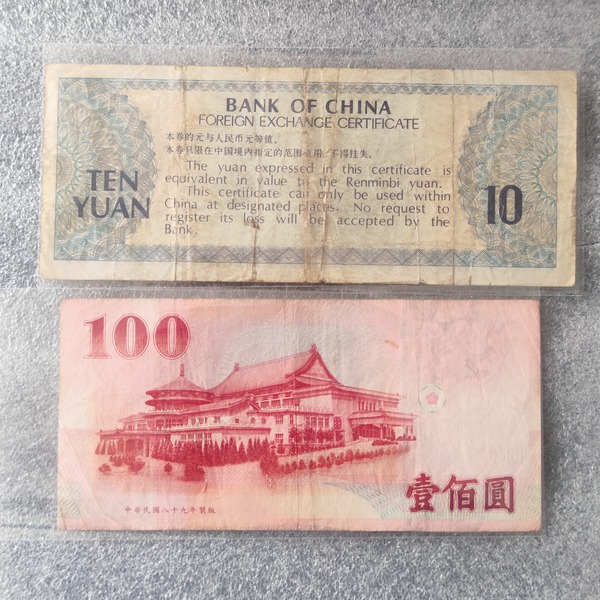 BANK OF CHINA
FOREIGN EXCHANGE CERTIFICATE
本券的元与人民币元等值。
本券只限在中国境内指定的范围 用 不得挂失。
The yuan expressed in this certificate is
equivalent in value to the Renminbi yuan.
This certificate can only be used within
China at designated places. No request to
register its loss will be accepted by the
Bank.
TEN
YUAN
10
100
壹佰圓
中華民國八十九年製版